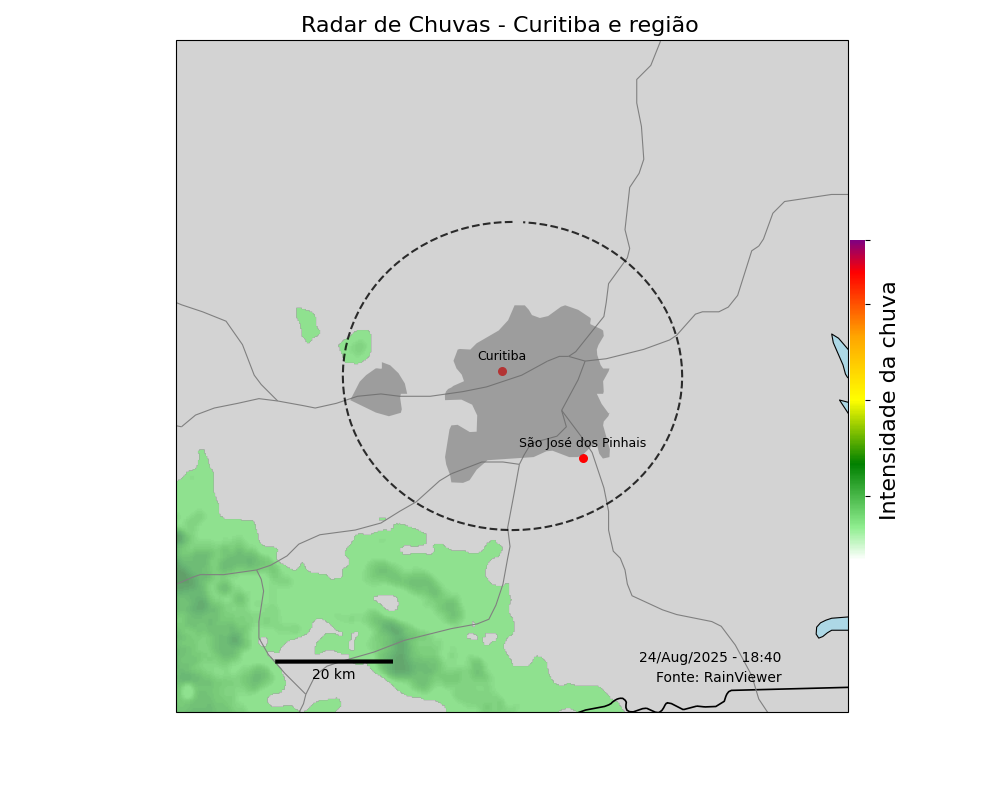 Radar de Chuvas - Curitiba e região
Curitiba
São José dos Pinhais
Intensidade da chuva
24/Aug/2025 - 18:40
20 km
Fonte: RainViewer